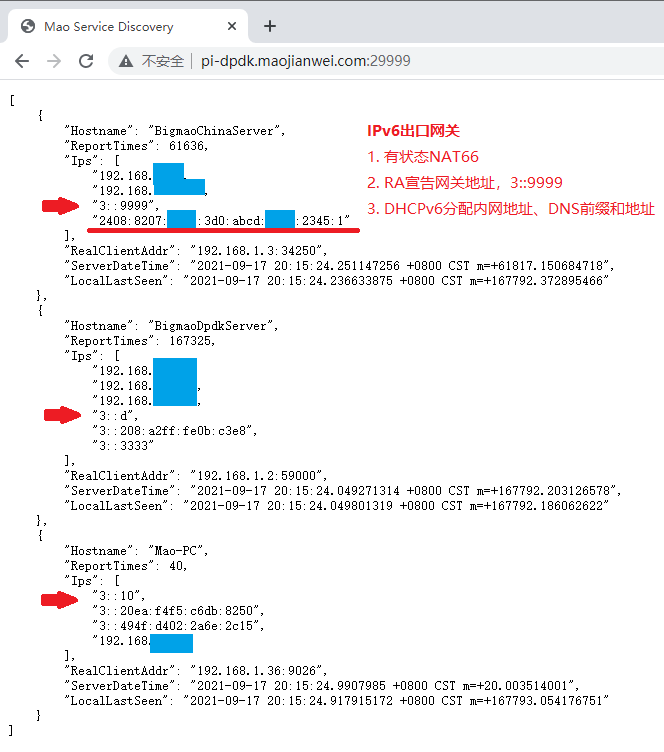 Mao Service Discovery
不安全 | pi-dpdk.maojianwei.com:29999
[
{
"Hostname": "BigmaoChinaServer",
"ReportTimes": 61636,
"Ips": [
"192.168. ,
"192.168. ,
"3::9999",
"2408:8207: :3d0:abcd: :2345:1"
],
"RealClientAddr": "192.168.1.3:34250",
"ServerDateTime": "2021-09-17 20:15:24.251147256 +0800 CST m=+61817.150684718",
"LocalLastSeen": "2021-09-17 20:15:24.236633875 +0800 CST m=+167792.372895466"
},
{
"Hostname": "BigmaoDpdkServer",
"ReportTimes": 167325,
"Ips": [
"192.168.
"192.168. ,
"192.168. ,
"3::d",
"3::208:a2ff:fe0b:c3e8",
"3::3333"
],
"RealClientAddr": "192.168.1.2:59000",
"ServerDateTime": "2021-09-17 20:15:24.049271314 +0800 CST m=+167792.203126578",
"LocalLastSeen": "2021-09-17 20:15:24.049801319 +0800 CST m=+167792.186062622"
},
{
"Hostname": "Mao-PC",
"ReportTimes": 40,
"Ips": [
"3::10",
"3::20ea:f4f5:c6db:8250",
"3::494f:d402:2a6e:2c15",
"192.168.
],
"RealClientAddr": "192.168.1.36:9026",
"ServerDateTime": "2021-09-17 20:15:24.9907985 +0800 CST m=+20.003514001",
"LocalLastSeen": "2021-09-17 20:15:24.917915172 +0800 CST m=+167793.054176751"
}
]
IPv6出口网关
1. 有状态NAT66
2. RA宣告网关地址，3::9999
3. DHCPv6分配内网地址、DNS前缀和地址